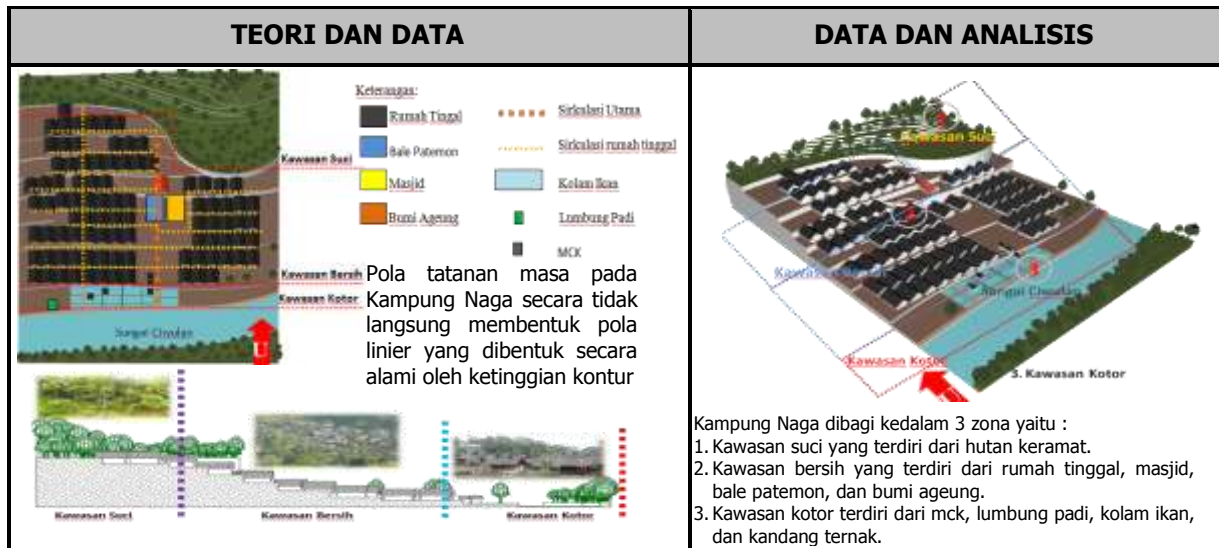 TEORI DAN DATA
DATA DAN ANALISIS
Keterangan:
Rumah Tinggal
Bale Patemon
Masjid
Bumi Ageung
Sirkulasi Utama
Sirkulasi rumah tinggal
Kolam Ikan
Lumbung Padi
MCK
Kawasan Suci
Kawasan Bersih
Kawasan Kotor
Sungai Ciwulan
U
Pola tatanan masa pada
Kampung Naga secara tidak
langsung membentuk pola
linier yang dibentuk secara
alami oleh ketinggian kontur
Kawasan Suci
Kawasan Bersih
Kawasan Kotor
Kawasan Suci
Kawasan
Sungai Ciwulan
3
Kawasan Kotor
3. Kawasan Kotor
Kampung Naga dibagi kedalam 3 zona yaitu :
1. Kawasan suci yang terdiri dari hutan keramat.
2. Kawasan bersih yang terdiri dari rumah tinggal, masjid,
bale patemon, dan bumi ageung.
3. Kawasan kotor terdiri dari mck, lumbung padi, kolam ikan,
dan kandang ternak.